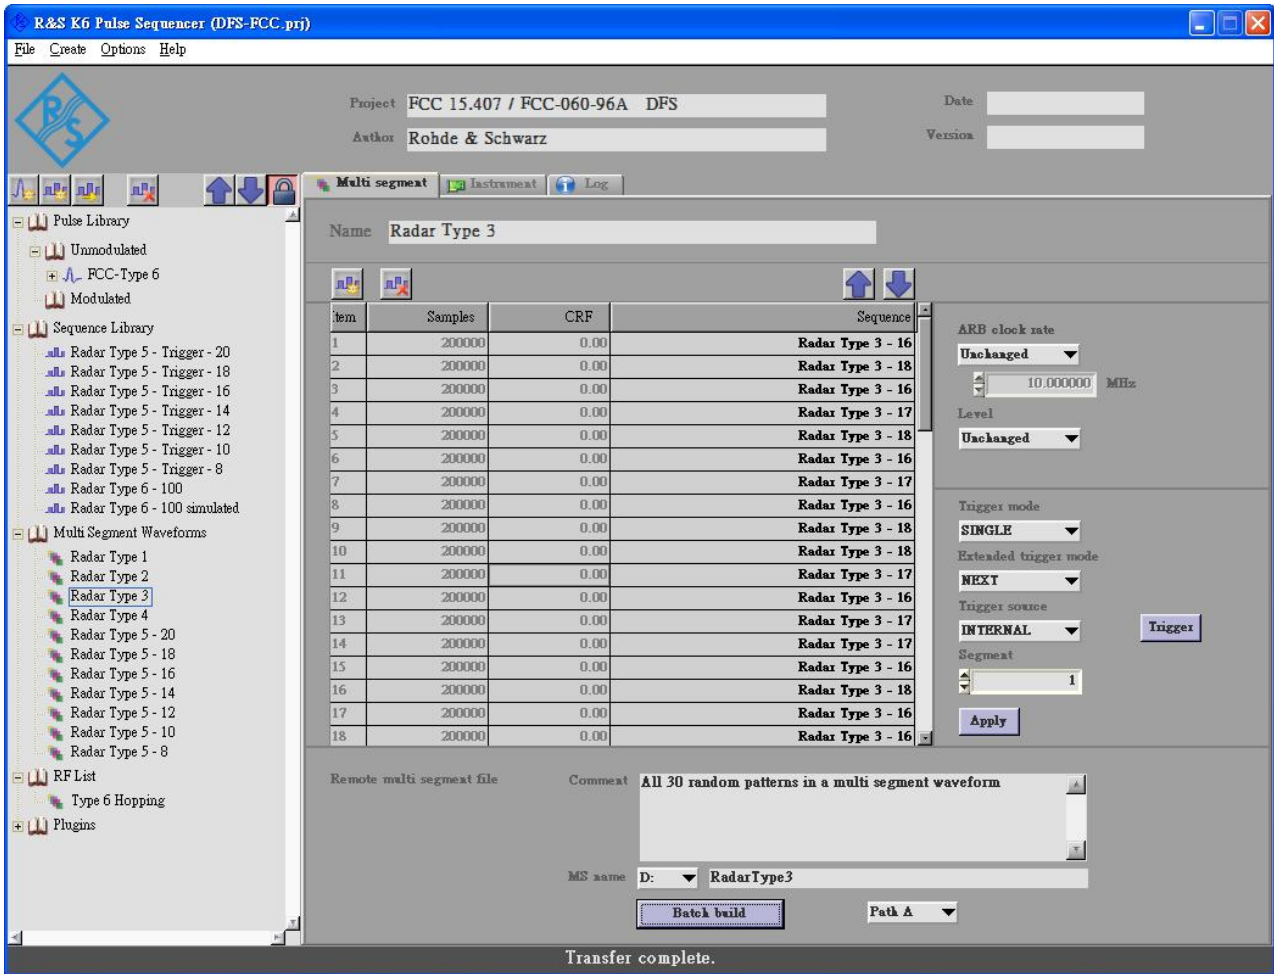 R&S K6 Pulse Sequencer (DFS-FCC.prj)
File Create Options Help
R&S
Project FCC 15.407 / FCC-060-96A DFS
Date
Author Rohde & Schwarz
Version
Multi segment Instrument Log
Pulse Library
Unmodulated
FCC-Type 6
Modulated
Sequence Library
Radar Type 5 - Trigger - 20
Radar Type 5 - Trigger - 18
Radar Type 5 - Trigger - 16
Radar Type 5 - Trigger - 14
Radar Type 5 - Trigger - 12
Radar Type 5 - Trigger - 10
Radar Type 5 - Trigger - 8
Radar Type 6 - 100
Radar Type 6 - 100 simulated
Multi Segment Waveforms
Radar Type 1
Radar Type 2
Radar Type 3
Radar Type 4
Radar Type 5 - 20
Radar Type 5 - 18
Radar Type 5 - 16
Radar Type 5 - 14
Radar Type 5 - 12
Radar Type 5 - 10
Radar Type 5 - 8
RF List
Type 6 Hopping
Plugins
Name Radar Type 3
Item Samples CRF Sequence
1 200000 0.00 Radar Type 3 - 16
2 200000 0.00 Radar Type 3 - 18
3 200000 0.00 Radar Type 3 - 16
4 200000 0.00 Radar Type 3 - 17
5 200000 0.00 Radar Type 3 - 18
6 200000 0.00 Radar Type 3 - 16
7 200000 0.00 Radar Type 3 - 17
8 200000 0.00 Radar Type 3 - 16
9 200000 0.00 Radar Type 3 - 18
10 200000 0.00 Radar Type 3 - 18
11 200000 0.00 Radar Type 3 - 17
12 200000 0.00 Radar Type 3 - 16
13 200000 0.00 Radar Type 3 - 17
14 200000 0.00 Radar Type 3 - 17
15 200000 0.00 Radar Type 3 - 16
16 200000 0.00 Radar Type 3 - 18
17 200000 0.00 Radar Type 3 - 16
18 200000 0.00 Radar Type 3 - 16
ARB clock rate
Unchanged
10.000000 MHz
Level
Unchanged
Trigger mode
SINGLE
Extended trigger mode
NEXT
Trigger source
INTERNAL
Trigger
Segment
1
Apply
Remote multi segment file
Comment All 30 random patterns in a multi segment waveform
MS name D: RadarType3
Batch build Path A
Transfer complete.